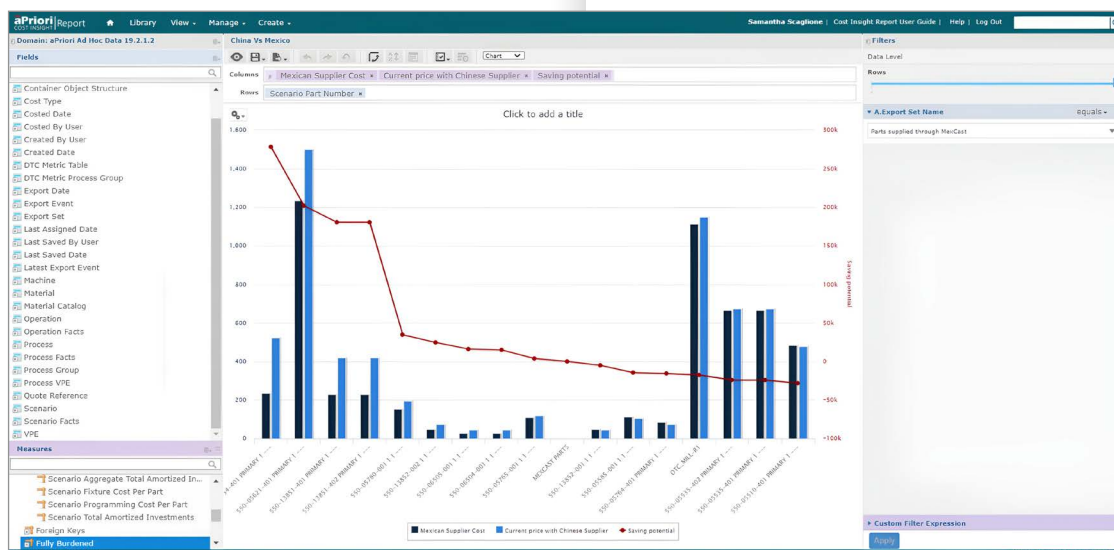 aPriori Report
COST INSIGHT
Library View Manage Create
Samantha Scaglione | Cost Insight Report User Guide | Help | Log Out
Domain: aPriori Ad Hoc Data 19.2.1.2
China Vs Mexico
Filters
Fields
Data Level
Chart
Columns Mexican Supplier Cost × Current price with Chinese Supplier × Saving potential ×
Rows
Rows Scenario Part Number ×
Container Object Structure
Cost Type
Costed Date
Costed By User
Created By User
Created Date
DTC Metric Table
DTC Metric Process Group
Export Date
Export Event
Export Set
Last Assigned Date
Last Saved By User
Last Saved Date
Latest Export Event
Machine
Material
Material Catalog
Operation
Operation Facts
Process
Process Facts
Process Group
Process VPE
Quote Reference
Scenario
Scenario Facts
VPE
Measures
Scenario Aggregate Total Amortized In...
Scenario Fixture Cost Per Part
Scenario Programming Cost Per Part
Scenario Total Amortized Investments
Foreign Keys
Fully Burdened
Click to add a title
1,600
1,400
1,200
1,000
800
600
400
200
0
300k
250k
200k
150k
100k
50k
0
-50k
-100k
Saving potential
MEXCAST PARTS
Mexican Supplier Cost Current price with Chinese Supplier Saving potential
A.Export Set Name equals
Parts supplied through MexCast
Custom Filter Expression
Apply